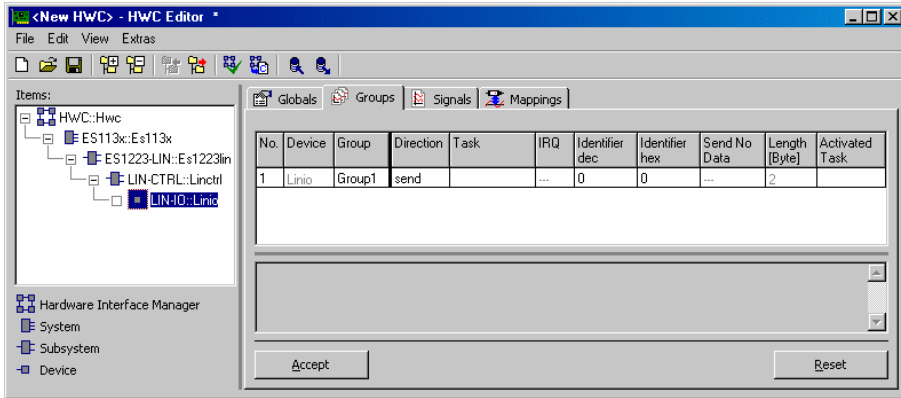 <New HWC> - HWC Editor *
File Edit View Extras
Items:
HWC::Hwc
ES113x::Es113x
ES1223-LIN::Es1223lin
LIN-CTRL::Linctrl
LIN-IO::Linio
Hardware Interface Manager
System
Subsystem
Device
Globals Groups Signals Mappings
No. Device Group Direction Task IRQ Identifier dec Identifier hex Send No Data Length [Byte] Activated Task
1 Linio Group1 send --- 0 0 --- 2
Accept Reset